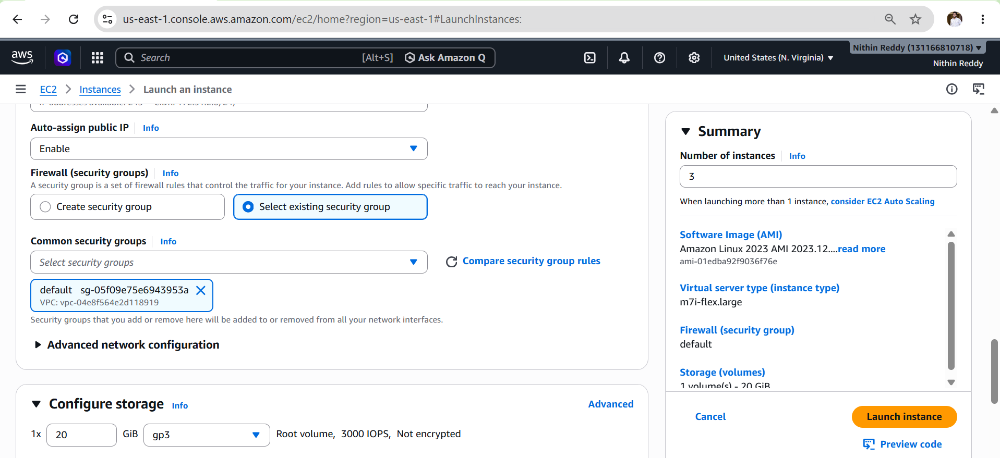 us-east-1.console.aws.amazon.com/ec2/home?region=us-east-1#LaunchInstances:
aws
Search
[Alt+S]
Ask Amazon Q
United States (N. Virginia)
Nithin Reddy (131166810718)
Nithin Reddy
EC2
Instances
Launch an instance
Auto-assign public IP
Info
Enable
Firewall (security groups)
Info
A security group is a set of firewall rules that control the traffic for your instance. Add rules to allow specific traffic to reach your instance.
Create security group
Select existing security group
Common security groups
Info
Select security groups
Compare security group rules
default sg-05f09e75e6943953a
VPC: vpc-04e8f564e2d118919
Security groups that you add or remove here will be added to or removed from all your network interfaces.
Advanced network configuration
Configure storage
Info
Advanced
1x
20
GiB
gp3
Root volume, 3000 IOPS, Not encrypted
Summary
Number of instances
Info
3
When launching more than 1 instance, consider EC2 Auto Scaling
Software Image (AMI)
Amazon Linux 2023 AMI 2023.12....read more
ami-01edba92f9036f76e
Virtual server type (instance type)
m7i-flex.large
Firewall (security group)
default
Storage (volumes)
1 volume(s) - 20 GiB
Cancel
Launch instance
Preview code